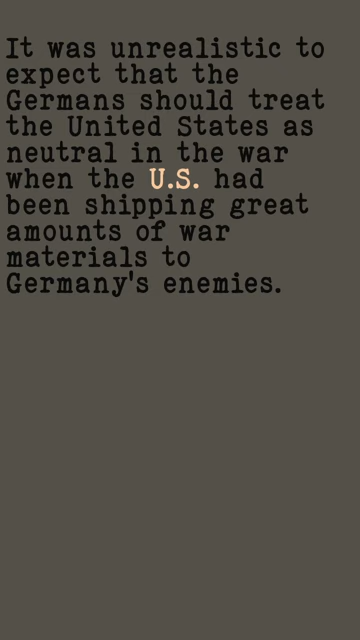 It was unrealistic to
expect that the
Germans should treat
the United States as
neutral in the war
when the U.S. had
been shipping great
amounts of war
materials to
Germany's enemies.